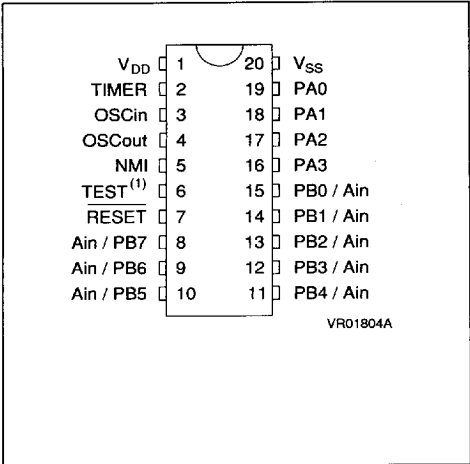 V_DD 1 20 V_SS
TIMER 2 19 PA0
OSCin 3 18 PA1
OSCout 4 17 PA2
NMI 5 16 PA3
TEST(1) 6 15 PB0 / Ain
RESET 7 14 PB1 / Ain
Ain / PB7 8 13 PB2 / Ain
Ain / PB6 9 12 PB3 / Ain
Ain / PB5 10 11 PB4 / Ain
VR01804A